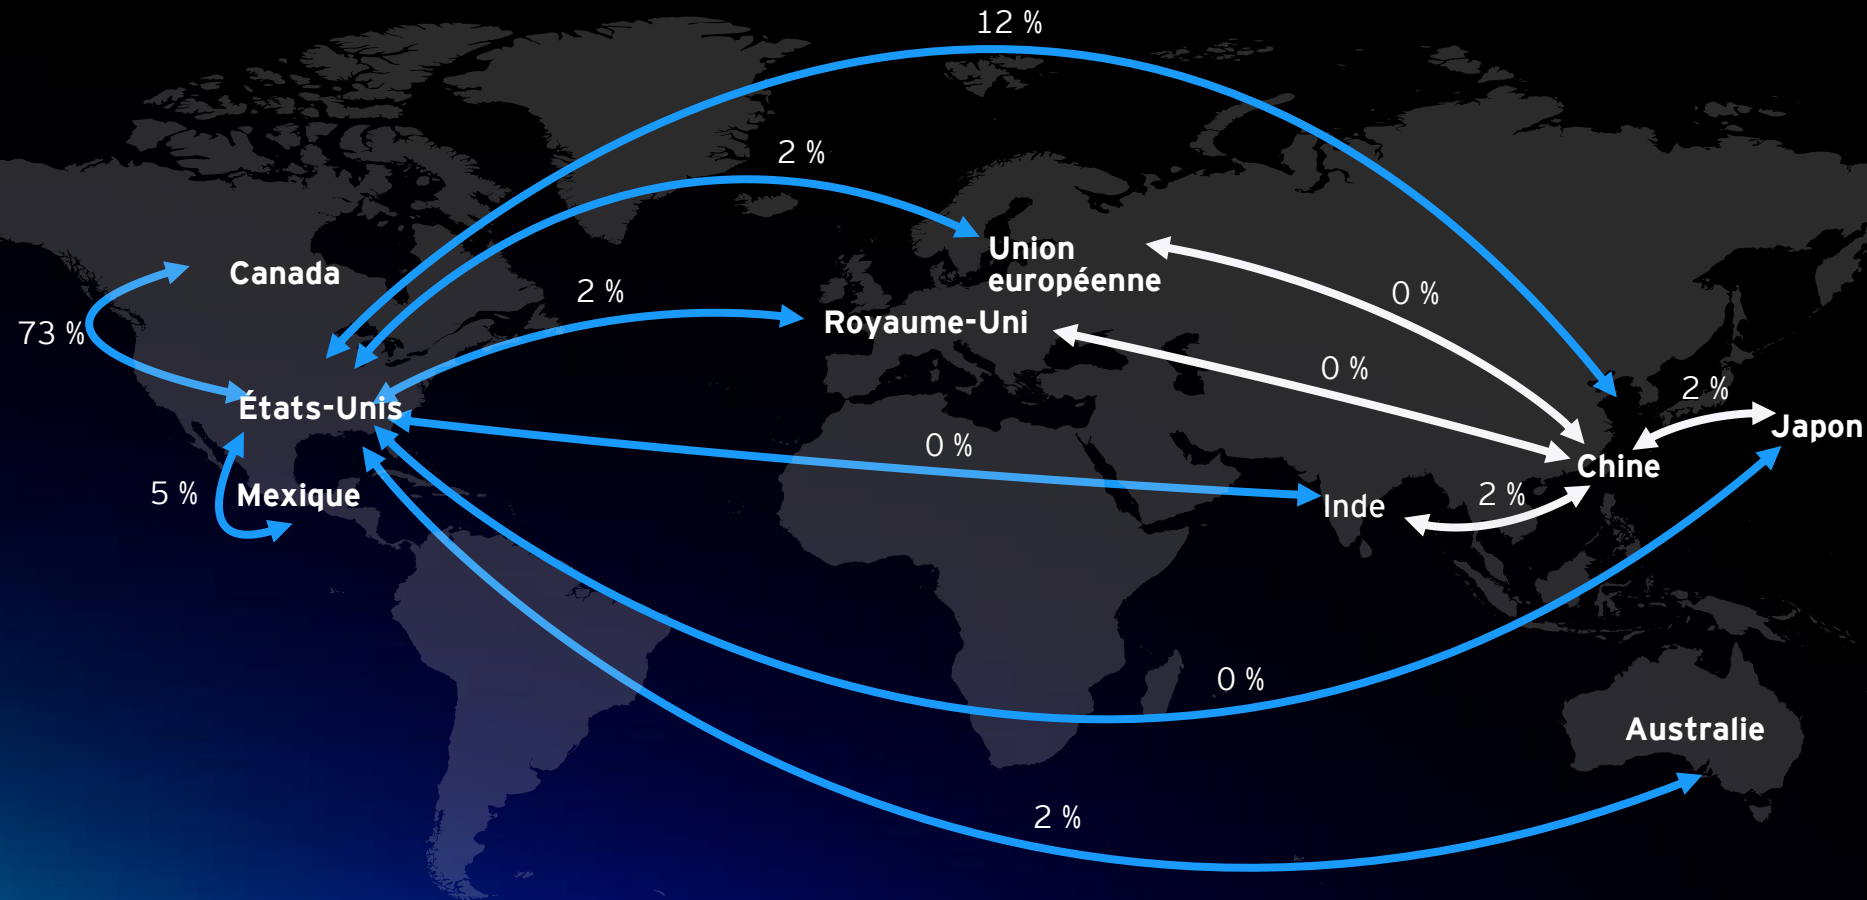 12 %
2 %
Union
européenne
Canada
2 %
0 %
Royaume-Uni
73 %
0 %
2 %
États-Unis
Japon
0 %
Chine
5 %
Mexique
2 %
Inde
0 %
Australie
2 %